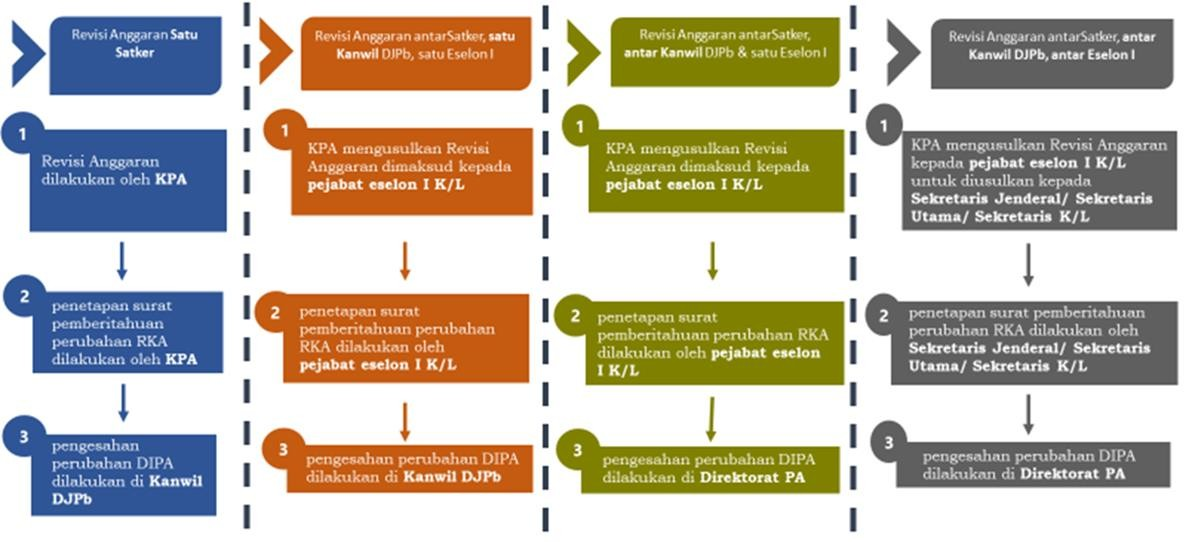 Revisi Anggaran Satu
Satker
1
Revisi Anggaran
dilakukan oleh KPA
2
penetapan surat
pemberitahuan
perubahan RKA
dilakukan oleh KPA
3
pengesahan
perubahan DIPA
dilakukan di Kanwil
DJPb
Revisi Anggaran antarSatker, satu
Kanwil DJPb, satu Eselon I
1
KPA mengusulkan Revisi
Anggaran dimaksud kepada
pejabat eselon I K/L
2
penetapan surat
pemberitahuan perubahan
RKA dilakukan oleh
pejabat eselon I K/L
3
pengesahan perubahan DIPA
dilakukan di Kanwil DJPb
Revisi Anggaran antarSatker,
antar Kanwil DJPb & satu Eselon I
1
KPA mengusulkan Revisi
Anggaran dimaksud kepada
pejabat eselon I K/L
2
penetapan surat
pemberitahuan perubahan RKA
dilakukan oleh pejabat eselon
I K/L
3
pengesahan perubahan DIPA
dilakukan di Direktorat PA
Revisi Anggaran antarSatker, antar
Kanwil DJPb, antar Eselon I
1
KPA mengusulkan Revisi Anggaran
kepada pejabat eselon I K/L
untuk diusulkan kepada
Sekretaris Jenderal/ Sekretaris
Utama/ Sekretaris K/L
2
penetapan surat pemberitahuan
perubahan RKA dilakukan oleh
Sekretaris Jenderal/ Sekretaris
Utama/ Sekretaris K/L
3
pengesahan perubahan DIPA
dilakukan di Direktorat PA